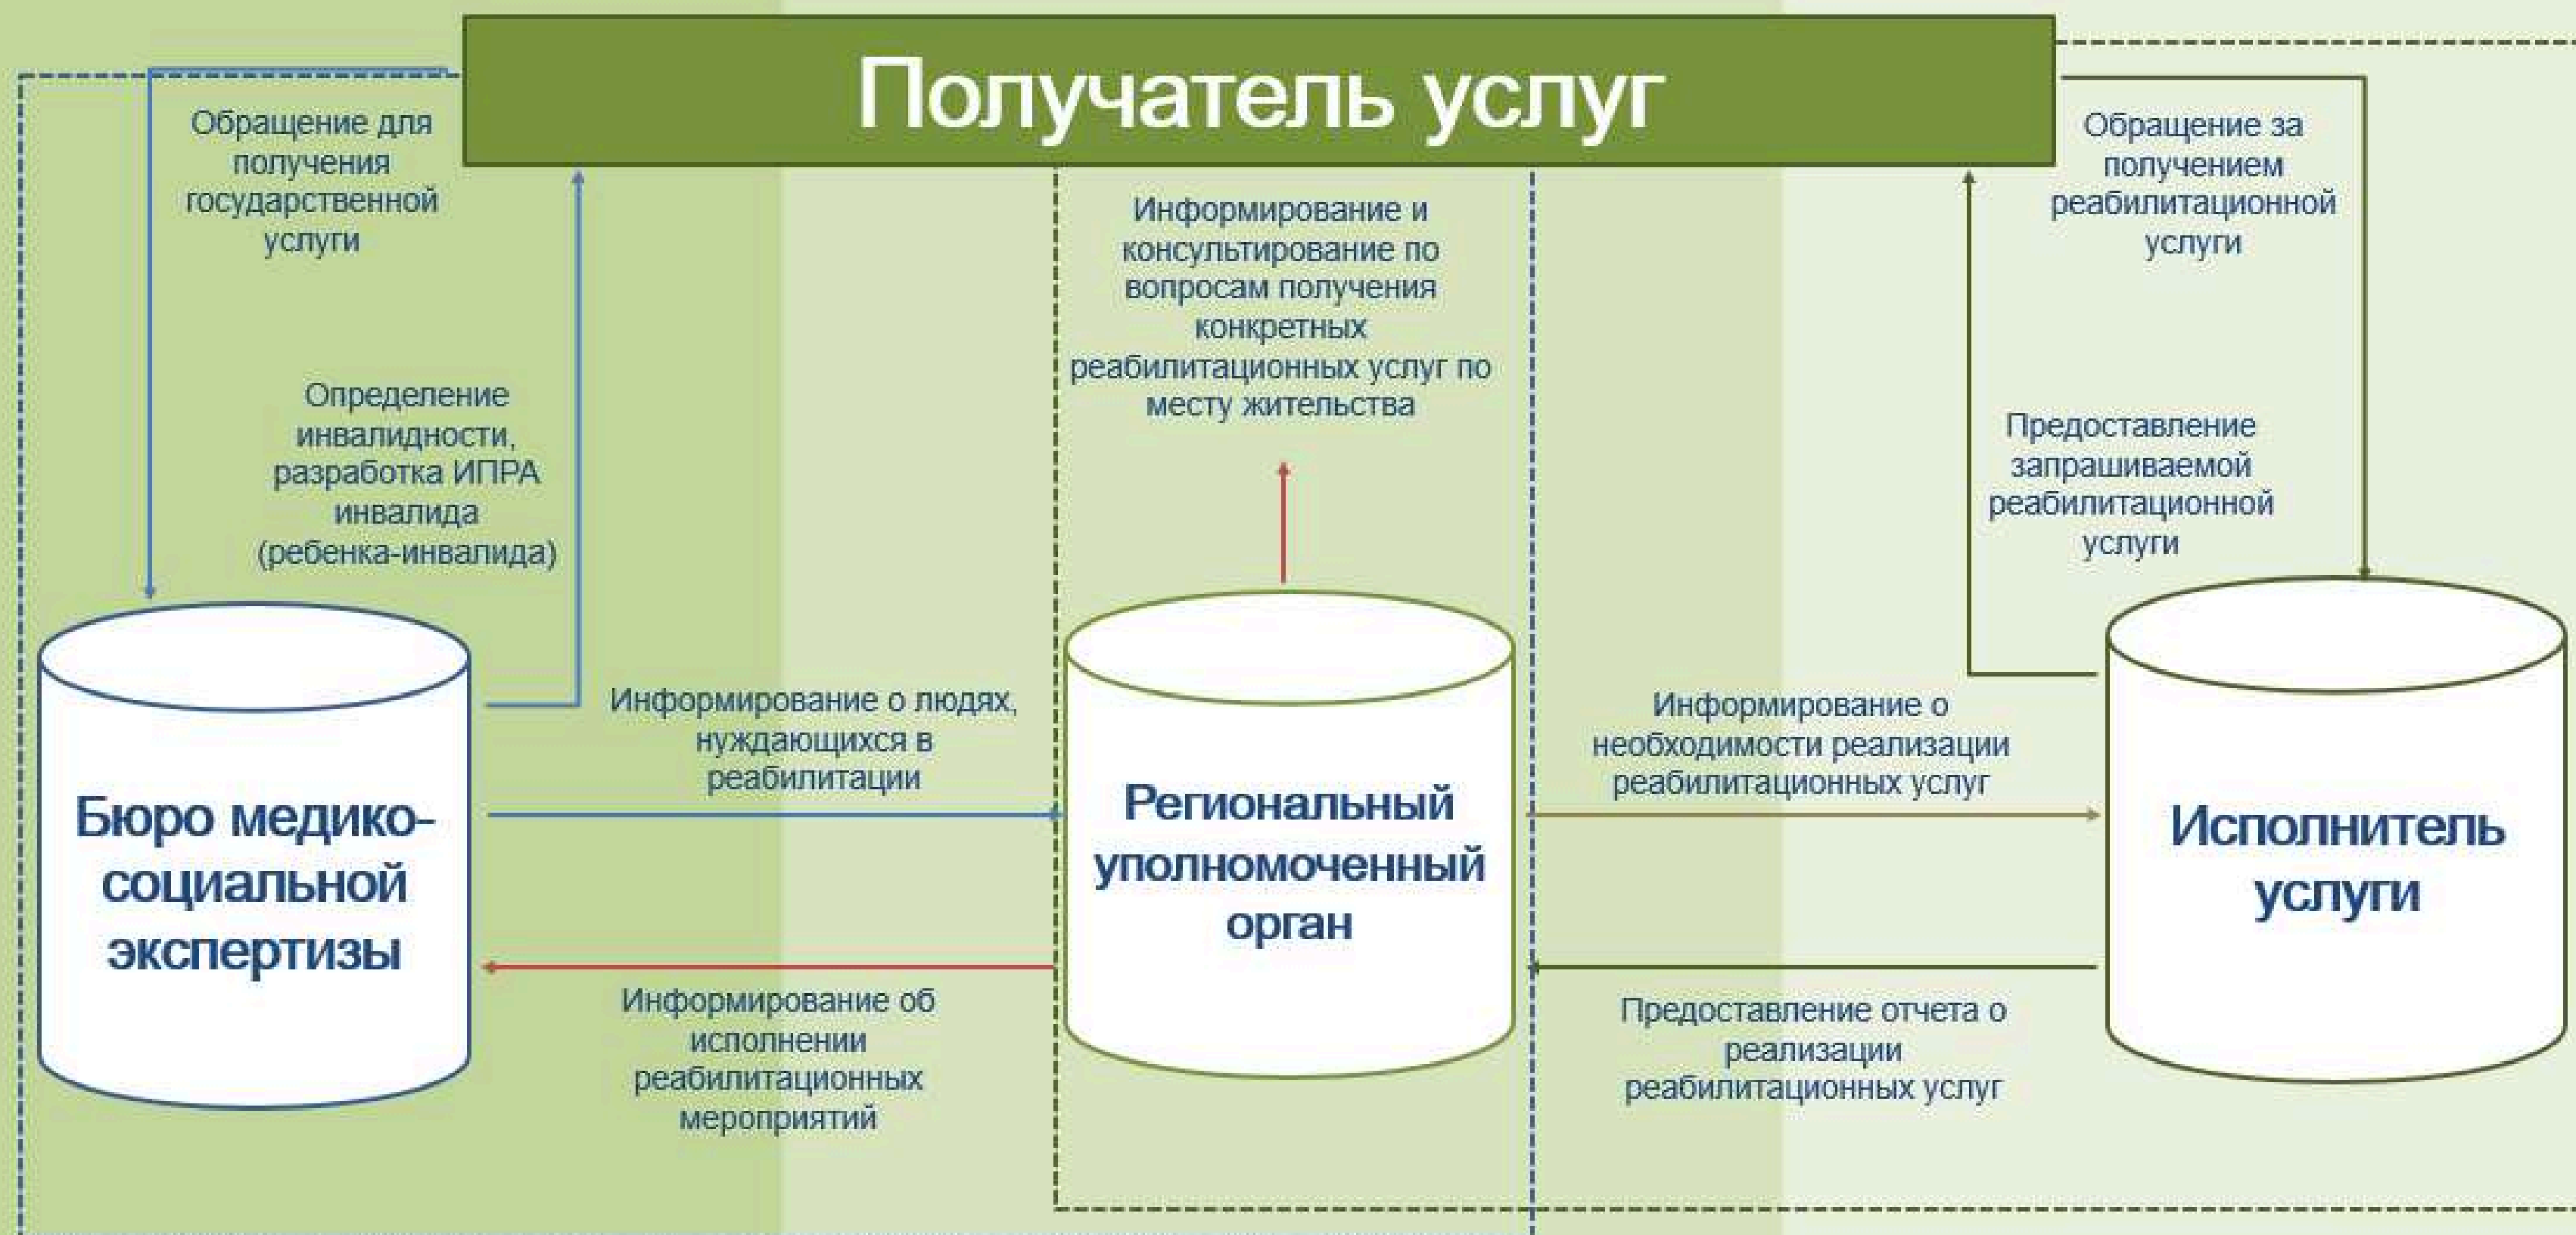 Получатель услуг
Обращение для
получения
государственной
услуги
Определение
инвалидности,
разработка ИПРА
инвалида
(ребенка-инвалида)
Информирование и
консультирование по
вопросам получения
конкретных
реабилитационных услуг по
месту жительства
Обращение за
получением
реабилитационной
услуги
Предоставление
запрашиваемой
реабилитационной
услуги
Бюро медико-
социальной
экспертизы
Информирование о людях,
нуждающихся в
реабилитации
Информирование об
исполнении
реабилитационных
мероприятий
Региональный
уполномоченный
орган
Информирование о
необходимости реализации
реабилитационных услуг
Предоставление отчета о
реализации
реабилитационных услуг
Исполнитель
услуги